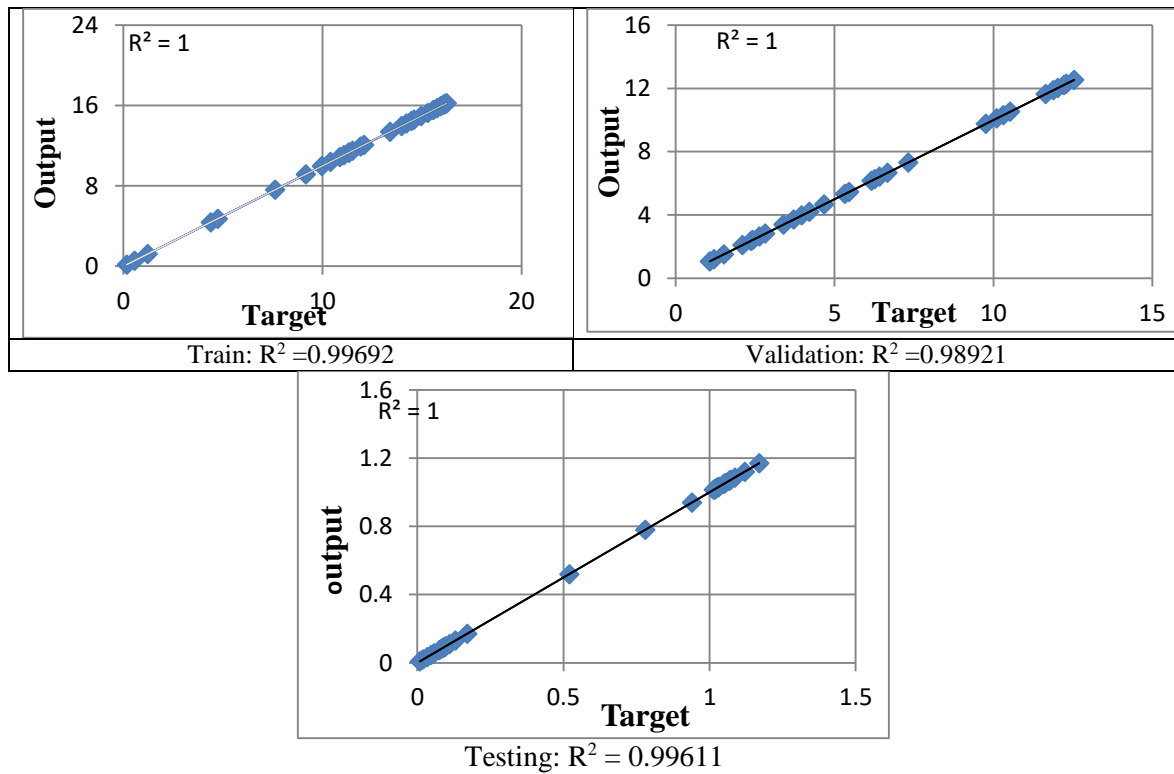 R² = 1
24
16
8
0
0 10 20
Output
Target
Train: R² =0.99692
R² = 1
16
12
8
4
0
0 5 10 15
Output
Target
Validation: R² =0.98921
R² = 1
1.6
1.2
0.8
0.4
0
0 0.5 1 1.5
output
Target
Testing: R² = 0.99611